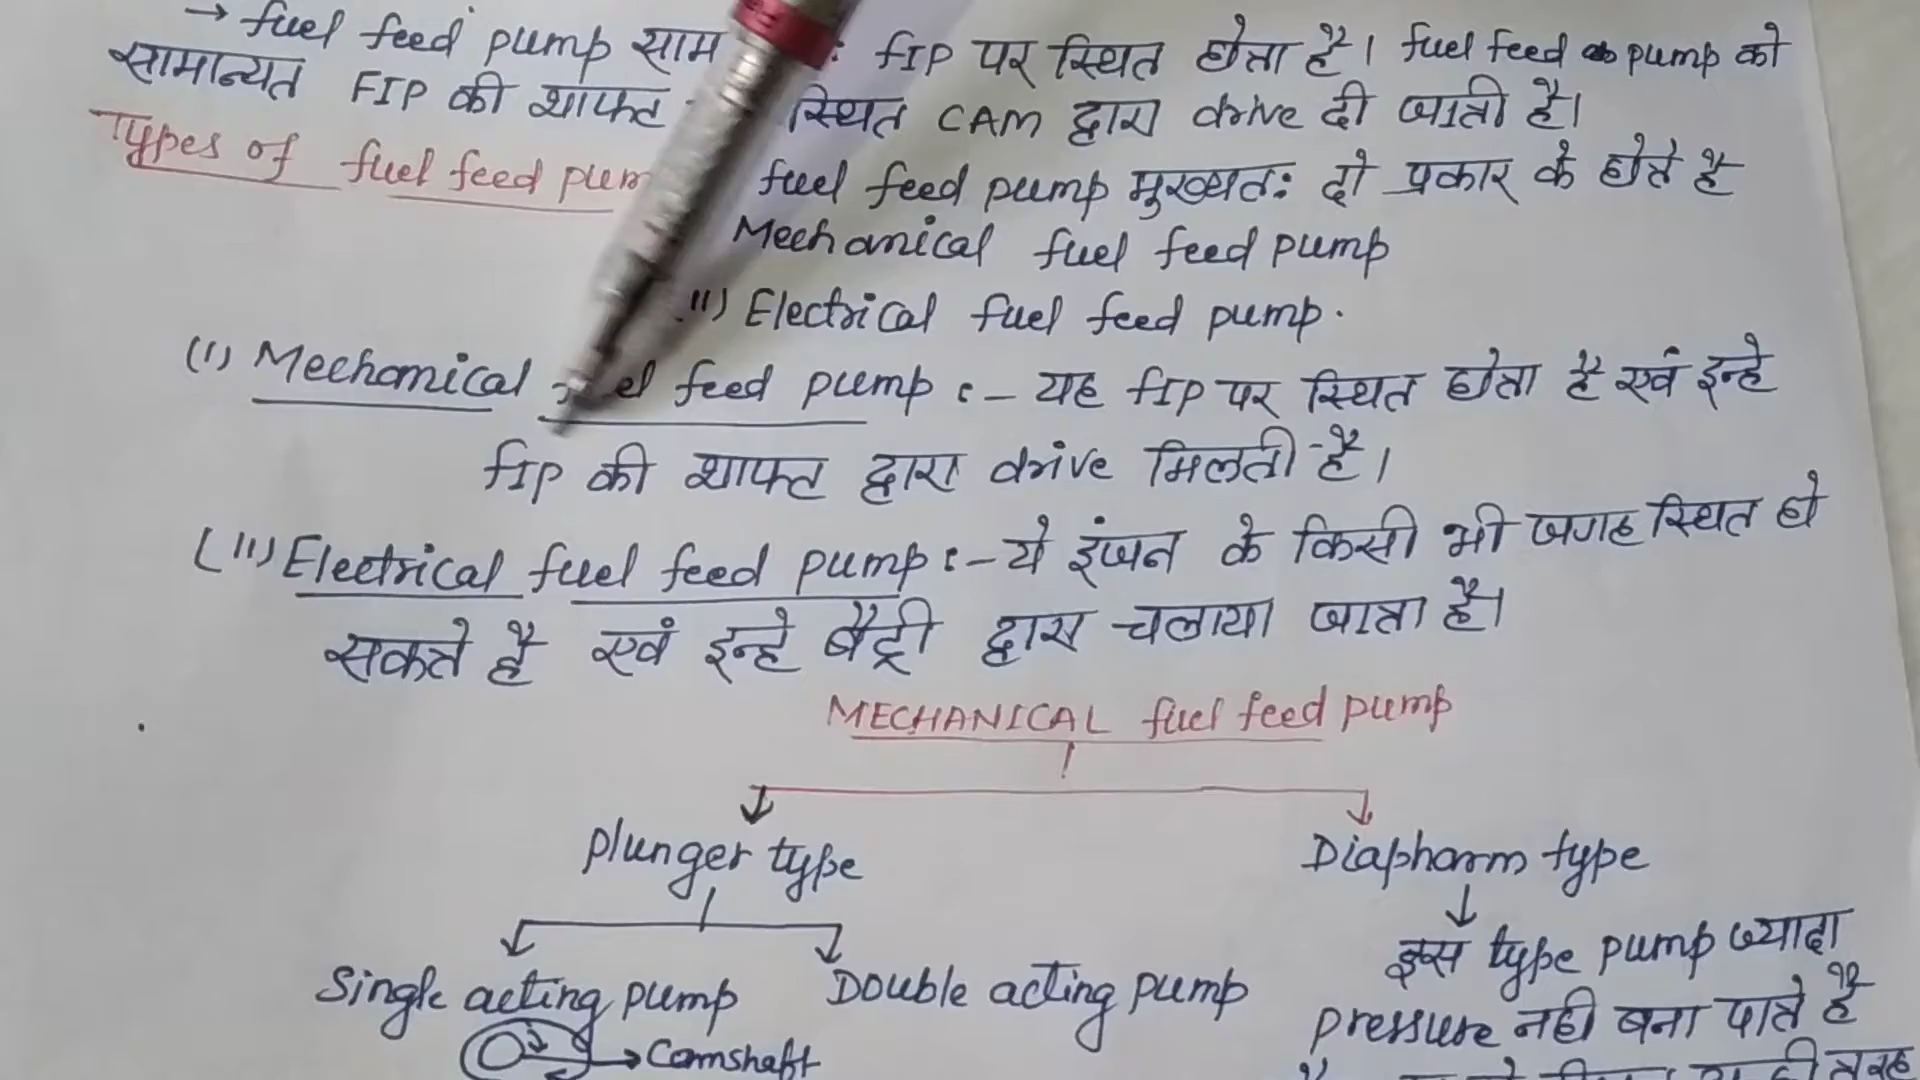 → fuel feed pump साम : fIP पर स्थित होता है। fuel feed pump को
सामान्यत FIP की शाफ्ट स्थित CAM द्वारा drive दी जाती है।
Types of fuel feed pum fuel feed pump मुख्यत: दो प्रकार के होते है
Mechanical fuel feed pump
(II) Electrical fuel feed pump.
(I) Mechanical el feed pump :- यह fIP पर स्थित होता है एवं इन्हे
fIP की शाफ्ट द्वारा drive मिलती है।
(II) Electrical fuel feed pump :- ये इंजन के किसी भी जगह स्थित हो
सकते है एवं इन्हे बैट्री द्वारा चलाया जाता है।
MECHANICAL fuel feed pump
Plunger type Diapharm type
Single acting pump Double acting pump इस type pump ज्यादा
pressure नही बना पाते है
→ Camshaft